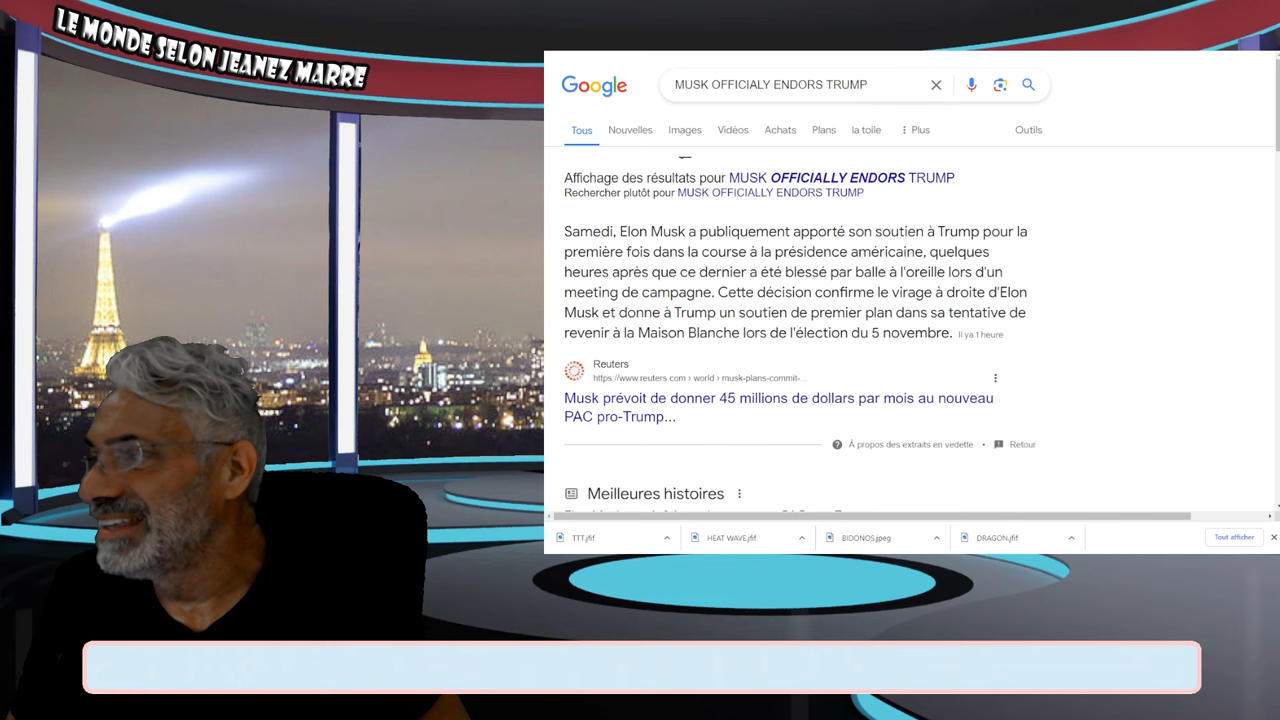 LE MONDE SELON JEANEZ MARRE
Google
MUSK OFFICIALY ENDORS TRUMP
Tous Nouvelles Images Vidéos Achats Plans la toile Plus Outils
Affichage des résultats pour MUSK OFFICIALLY ENDORS TRUMP
Rechercher plutôt pour MUSK OFFICIALLY ENDORS TRUMP
Samedi, Elon Musk a publiquement apporté son soutien à Trump pour la
première fois dans la course à la présidence américaine, quelques
heures après que ce dernier a été blessé par balle à l'oreille lors d'un
meeting de campagne. Cette décision confirme le virage à droite d'Elon
Musk et donne à Trump un soutien de premier plan dans sa tentative de
revenir à la Maison Blanche lors de l'élection du 5 novembre. Il y a 1 heure
Reuters
https://www.reuters.com › world › musk-plans-commit-...
Musk prévoit de donner 45 millions de dollars par mois au nouveau
PAC pro-Trump...
À propos des extraits en vedette • Retour
Meilleures histoires
TTT.jfif HEAT WAVE.jfif BIDONOS.jpeg DRAGON.jfif Tout afficher